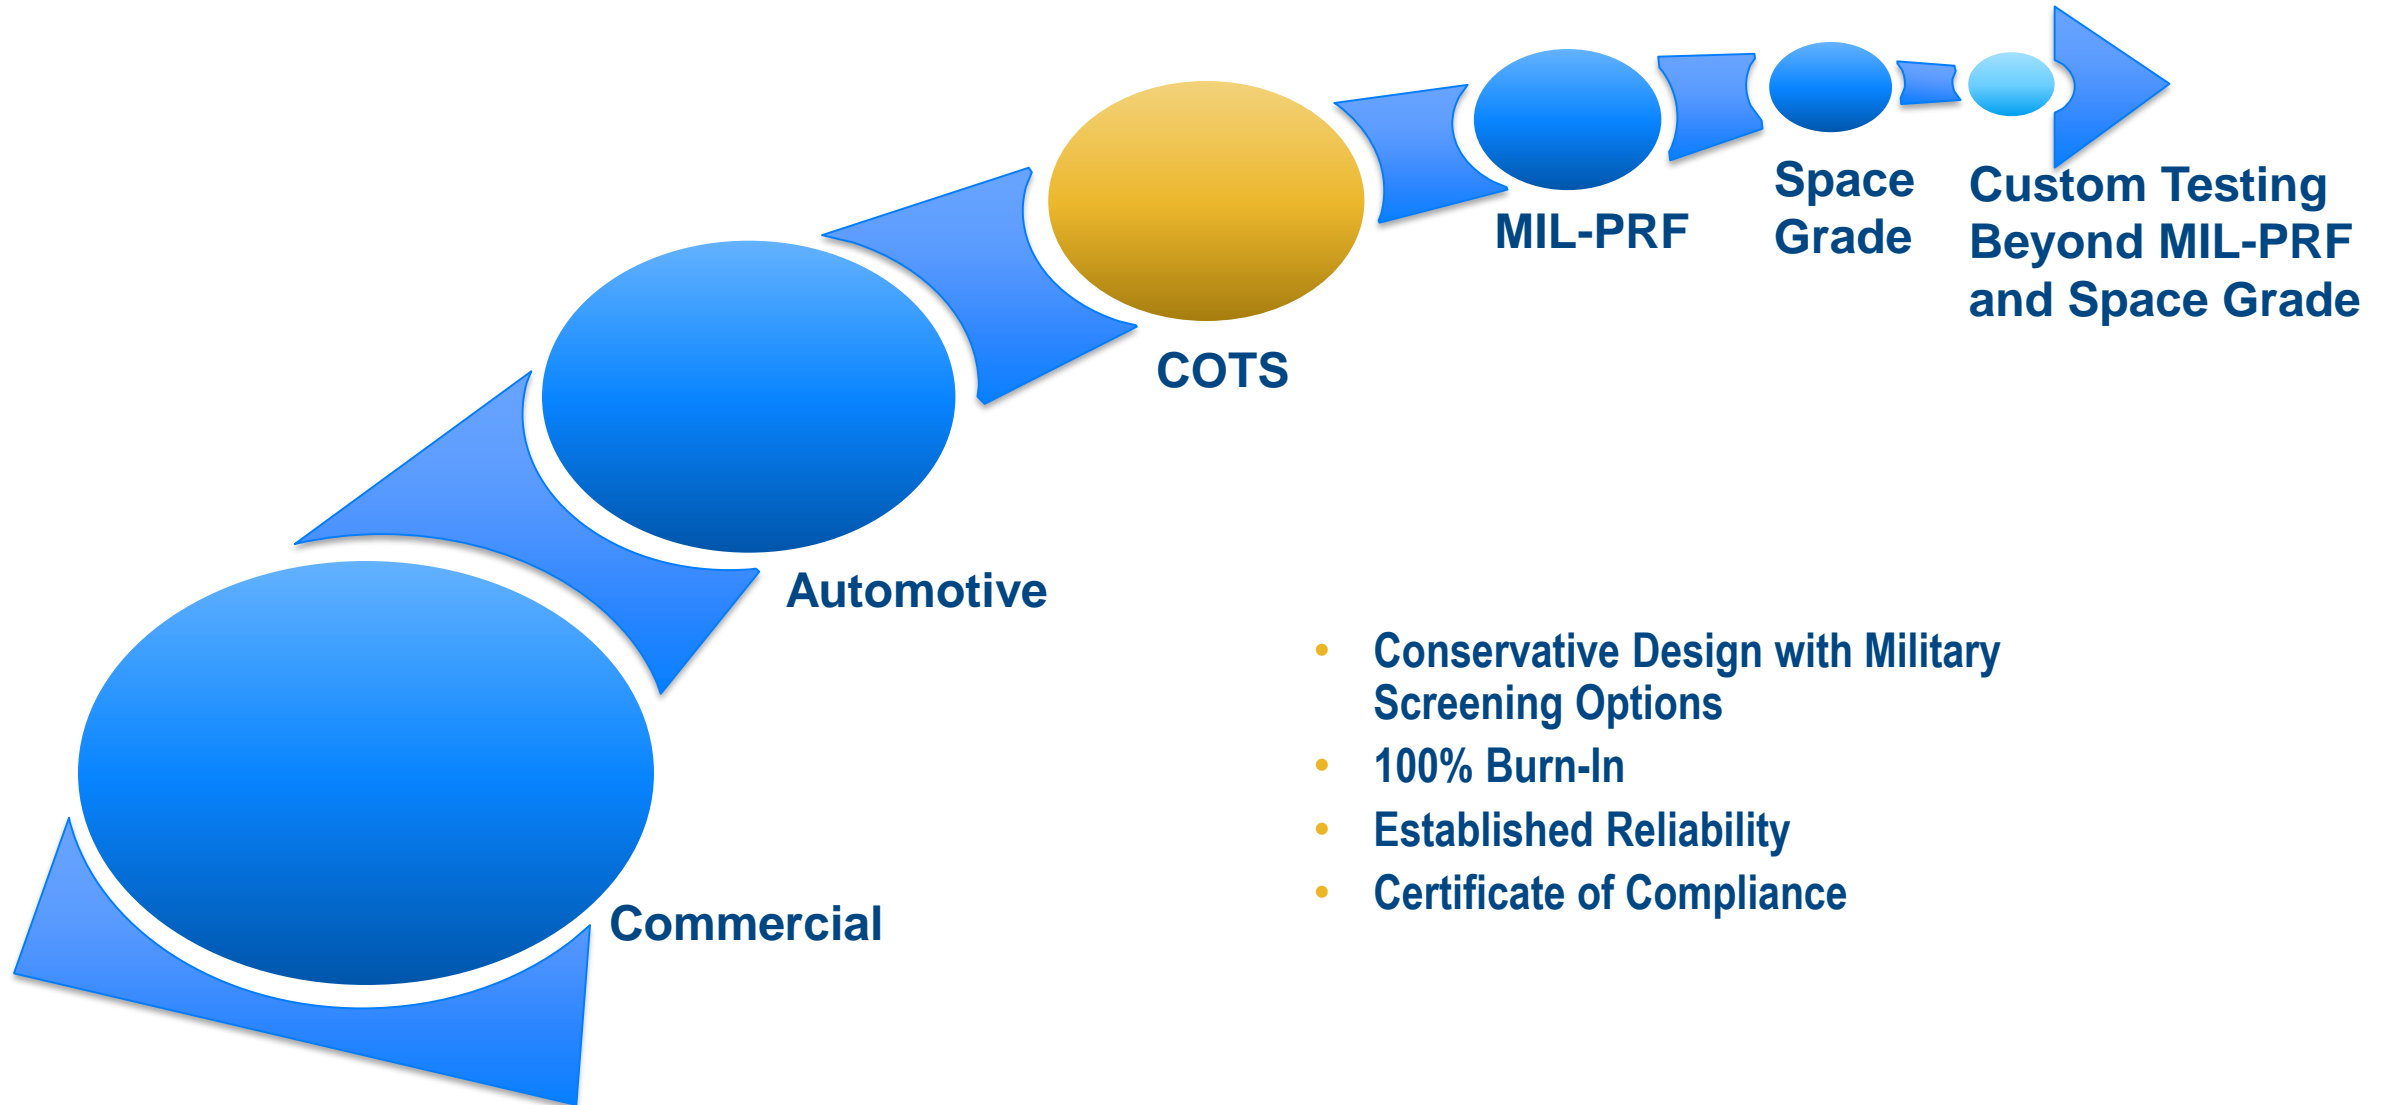 Space
Grade
Custom Testing
Beyond MIL-PRF
and Space Grade
MIL-PRF
COTS
Automotive
Commercial
• Conservative Design with Military
Screening Options
• 100% Burn-In
• Established Reliability
• Certificate of Compliance